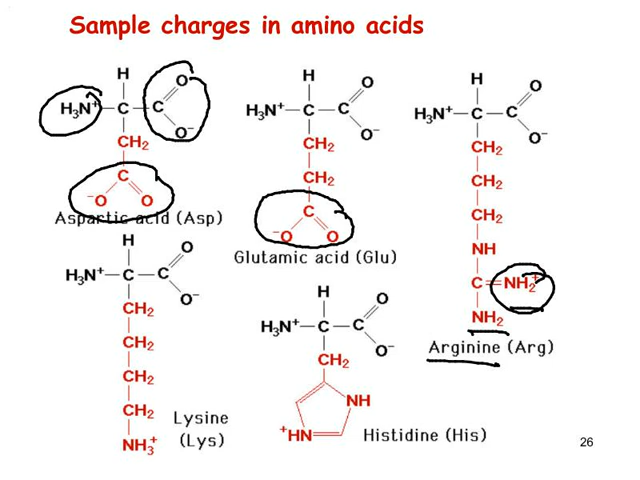 Sample charges in amino acids
H
H3N+ C C O
O−
CH2
C
−O O
Aspartic acid (Asp)
H
H3N+ C C O
O−
CH2
CH2
C
−O O
Glutamic acid (Glu)
H
H3N+ C C O
O−
CH2
CH2
CH2
NH
C=NH2+
NH2
Arginine (Arg)
H
H3N+ C C O
O−
CH2
CH2
CH2
CH2
NH3+
Lysine
(Lys)
H
H3N+ C C O
O−
CH2
NH
+HN
Histidine (His)
26